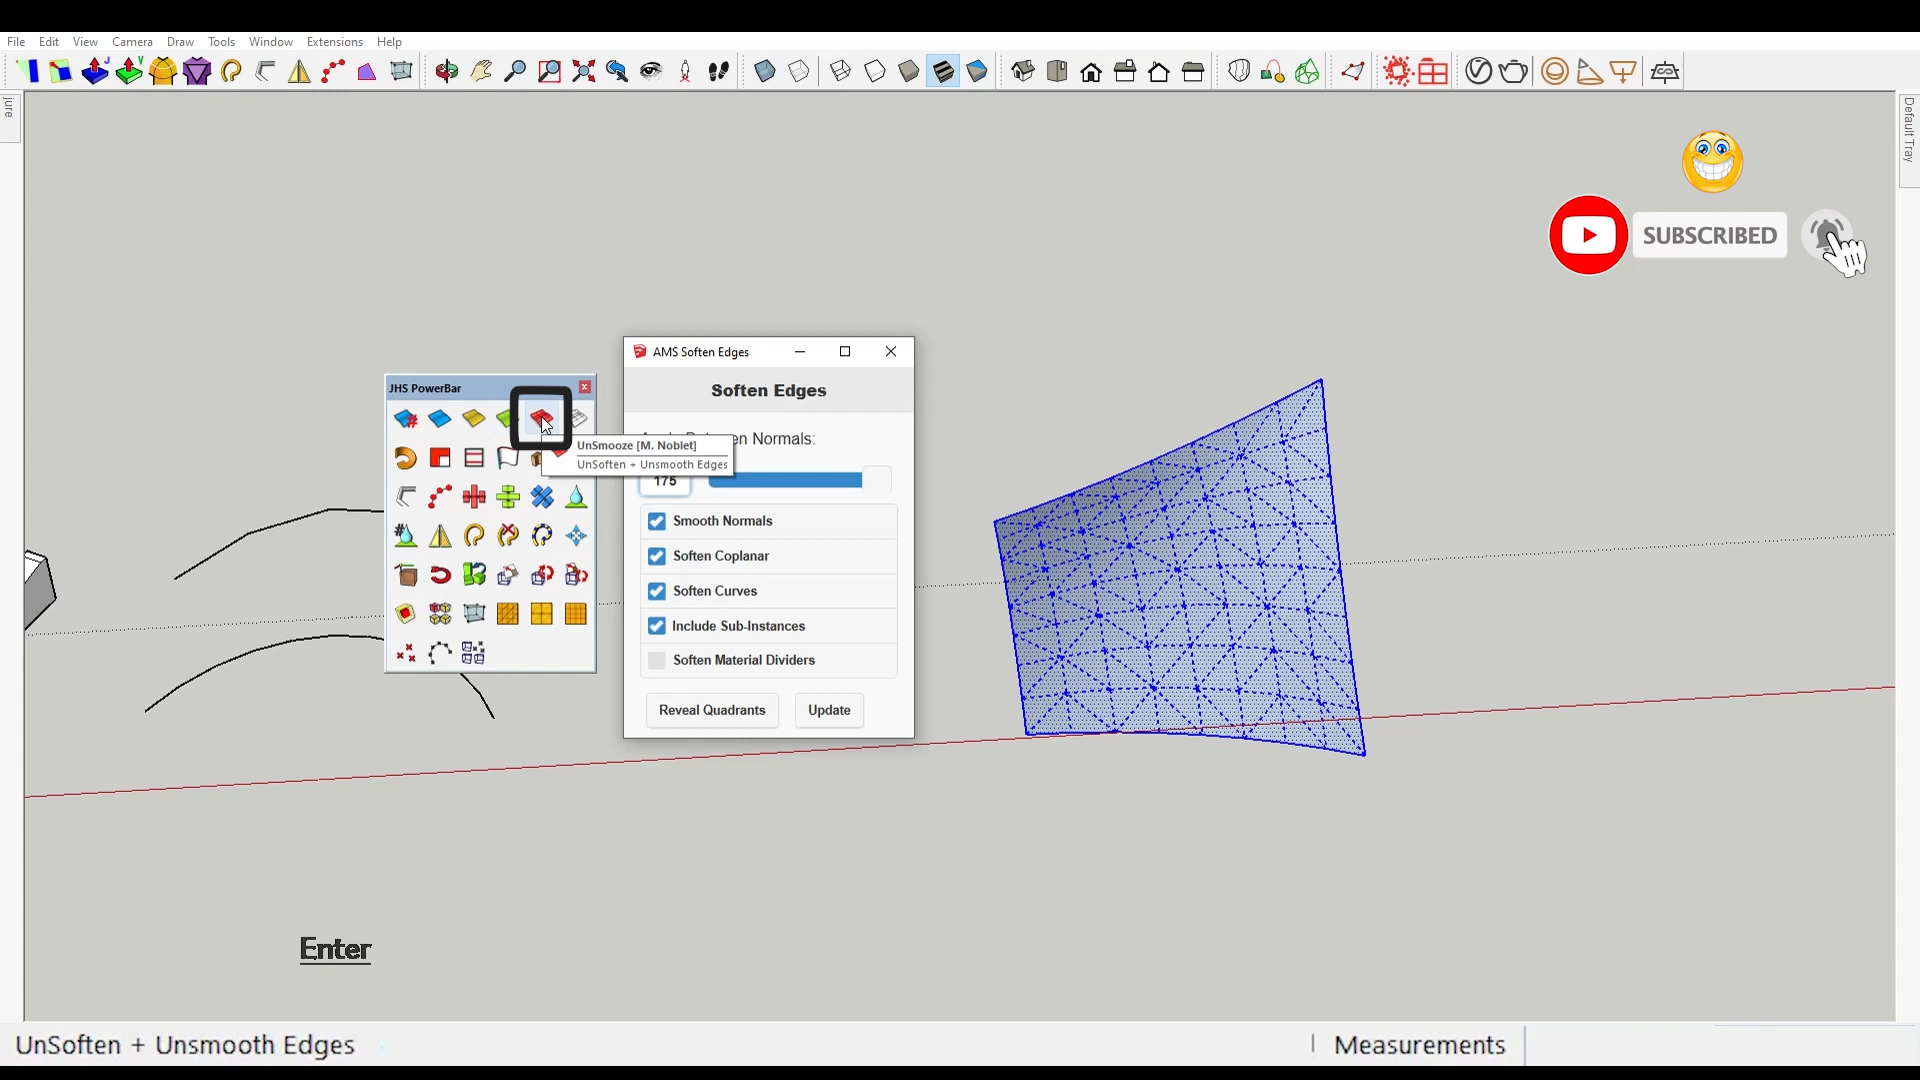 File Edit View Camera Draw Tools Window Extensions Help
Default Tray
SUBSCRIBED
AMS Soften Edges
Soften Edges
JHS PowerBar
UnSmooze [M. Noblet]
UnSoften + Unsmooth Edges
Normals:
175
Smooth Normals
Soften Coplanar
Soften Curves
Include Sub-Instances
Soften Material Dividers
Reveal Quadrants Update
Enter
UnSoften + Unsmooth Edges
Measurements